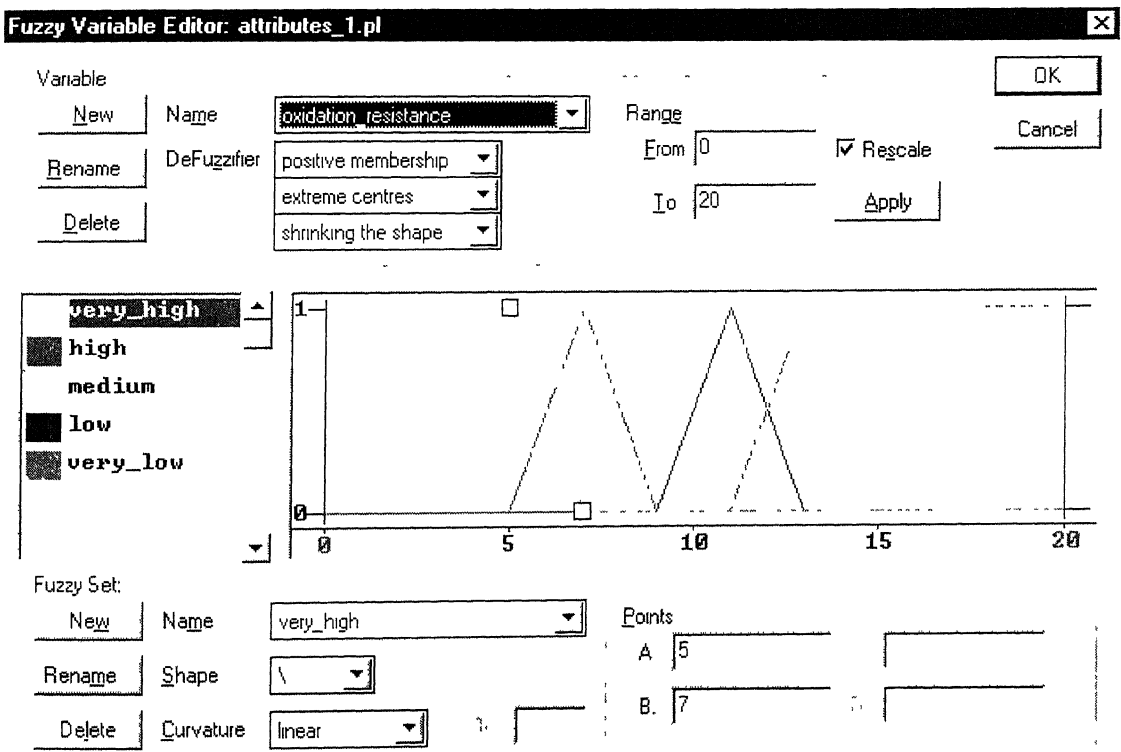 Fuzzy Variable Editor: attributes_1.pl
Variable
OK
New Name oxidation_resistance Range
Cancel
From 0 Rescale
Rename DeFuzzifier positive membership
extreme centres To 20 Apply
Delete shrinking the shape
very_high
high
medium
low
very_low
1
0
0 5 10 15 20
Fuzzy Set:
New Name very_high Points
A 5
Rename Shape \
B. 7
Delete Curvature linear